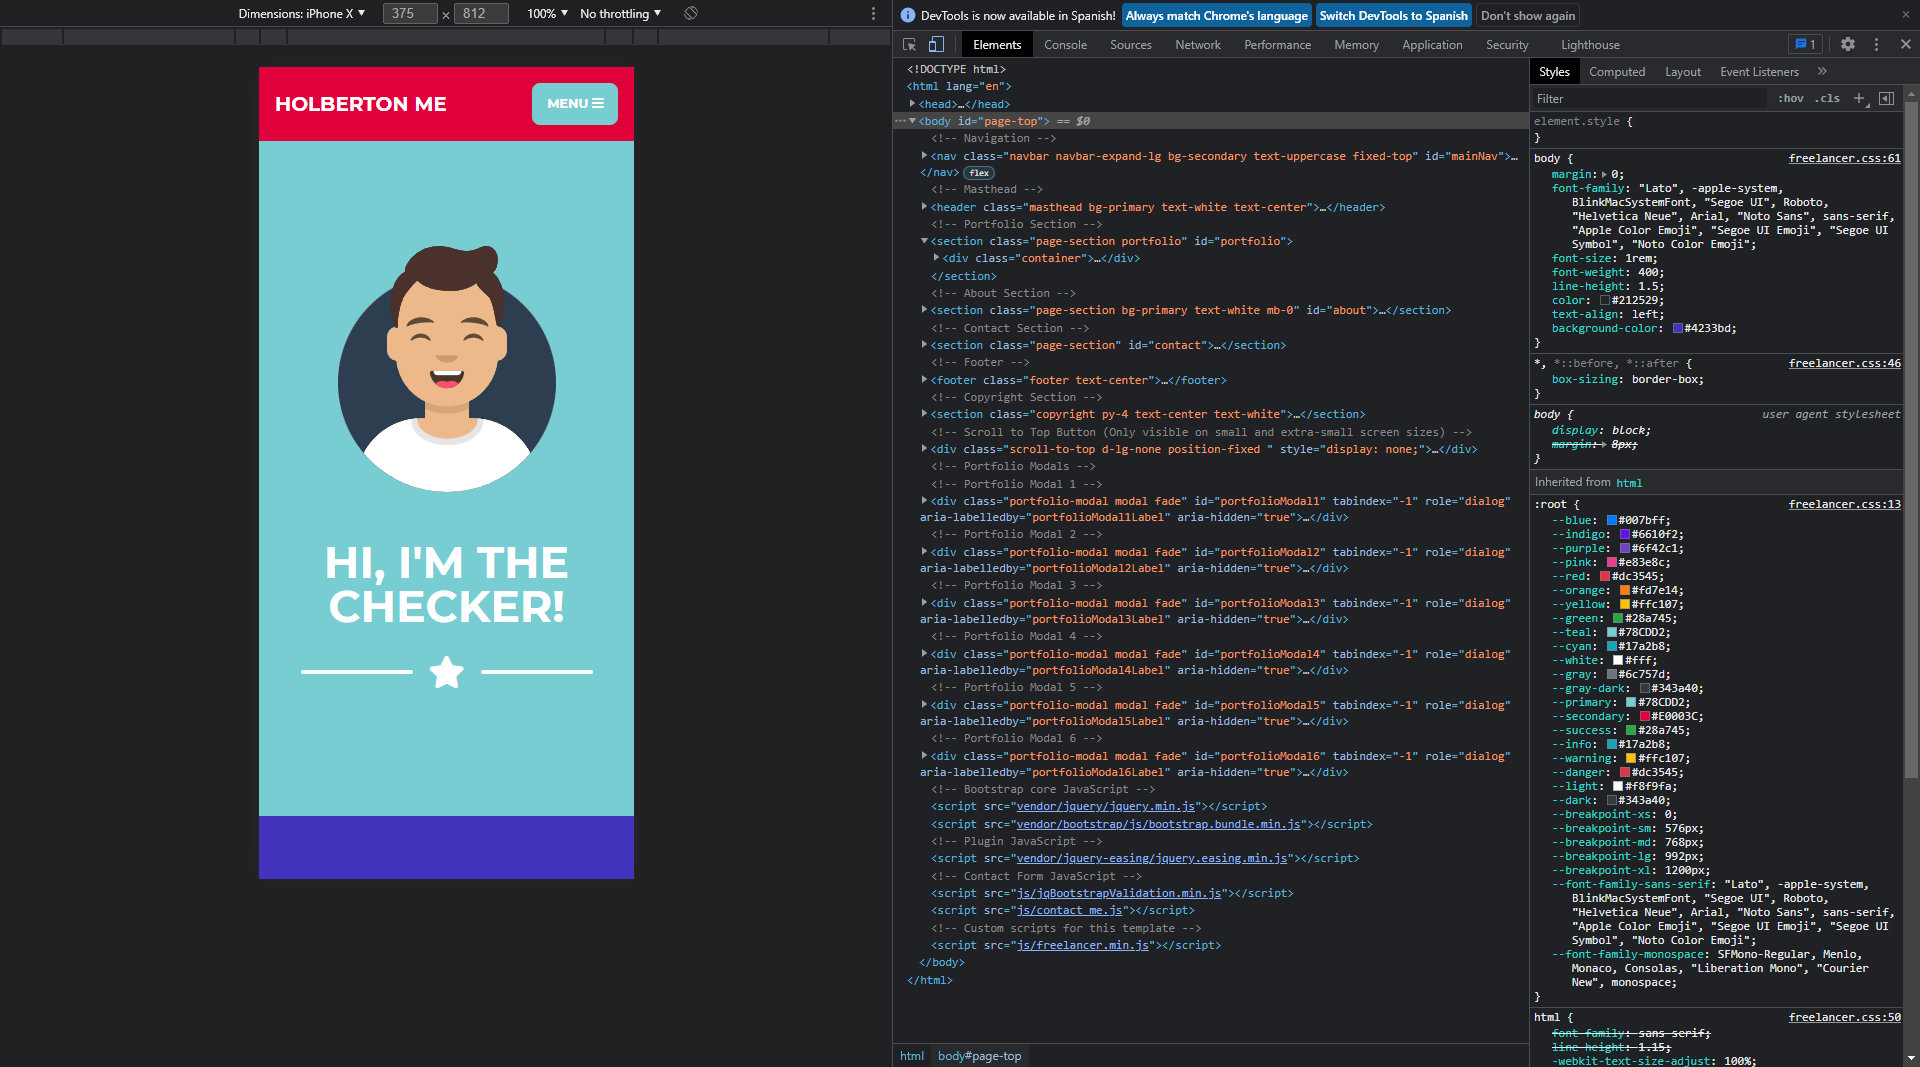 Dimensions: iPhone X ▼ 375 x 812 100% ▼ No throttling ▼
HOLBERTON ME
MENU
HI, I'M THE
CHECKER!
DevTools is now available in Spanish! Always match Chrome's language Switch DevTools to Spanish Don't show again
Elements Console Sources Network Performance Memory Application Security Lighthouse 1
<!DOCTYPE html>
<html lang="en">
<head>…</head>
<body id="page-top"> == $0
<!-- Navigation -->
<nav class="navbar navbar-expand-lg bg-secondary text-uppercase fixed-top" id="mainNav">…
</nav> flex
<!-- Masthead -->
<header class="masthead bg-primary text-white text-center">…</header>
<!-- Portfolio Section -->
<section class="page-section portfolio" id="portfolio">
<div class="container">…</div>
</section>
<!-- About Section -->
<section class="page-section bg-primary text-white mb-0" id="about">…</section>
<!-- Contact Section -->
<section class="page-section" id="contact">…</section>
<!-- Footer -->
<footer class="footer text-center">…</footer>
<!-- Copyright Section -->
<section class="copyright py-4 text-center text-white">…</section>
<!-- Scroll to Top Button (Only visible on small and extra-small screen sizes) -->
<div class="scroll-to-top d-lg-none position-fixed " style="display: none;">…</div>
<!-- Portfolio Modals -->
<!-- Portfolio Modal 1 -->
<div class="portfolio-modal modal fade" id="portfolioModal1" tabindex="-1" role="dialog"
aria-labelledby="portfolioModal1Label" aria-hidden="true">…</div>
<!-- Portfolio Modal 2 -->
<div class="portfolio-modal modal fade" id="portfolioModal2" tabindex="-1" role="dialog"
aria-labelledby="portfolioModal2Label" aria-hidden="true">…</div>
<!-- Portfolio Modal 3 -->
<div class="portfolio-modal modal fade" id="portfolioModal3" tabindex="-1" role="dialog"
aria-labelledby="portfolioModal3Label" aria-hidden="true">…</div>
<!-- Portfolio Modal 4 -->
<div class="portfolio-modal modal fade" id="portfolioModal4" tabindex="-1" role="dialog"
aria-labelledby="portfolioModal4Label" aria-hidden="true">…</div>
<!-- Portfolio Modal 5 -->
<div class="portfolio-modal modal fade" id="portfolioModal5" tabindex="-1" role="dialog"
aria-labelledby="portfolioModal5Label" aria-hidden="true">…</div>
<!-- Portfolio Modal 6 -->
<div class="portfolio-modal modal fade" id="portfolioModal6" tabindex="-1" role="dialog"
aria-labelledby="portfolioModal6Label" aria-hidden="true">…</div>
<!-- Bootstrap core JavaScript -->
<script src="vendor/jquery/jquery.min.js"></script>
<script src="vendor/bootstrap/js/bootstrap.bundle.min.js"></script>
<!-- Plugin JavaScript -->
<script src="vendor/jquery-easing/jquery.easing.min.js"></script>
<!-- Contact Form JavaScript -->
<script src="js/jqBootstrapValidation.min.js"></script>
<script src="js/contact_me.js"></script>
<!-- Custom scripts for this template -->
<script src="js/freelancer.min.js"></script>
</body>
</html>
html body#page-top
Styles Computed Layout Event Listeners »
Filter :hov .cls +
element.style {
}
body { freelancer.css:61
margin: 0;
font-family: "Lato", -apple-system,
BlinkMacSystemFont, "Segoe UI", Roboto,
"Helvetica Neue", Arial, "Noto Sans", sans-serif,
"Apple Color Emoji", "Segoe UI Emoji", "Segoe UI
Symbol", "Noto Color Emoji";
font-size: 1rem;
font-weight: 400;
line-height: 1.5;
color: #212529;
text-align: left;
background-color: #4233bd;
}
*, *::before, *::after { freelancer.css:46
box-sizing: border-box;
}
body { user agent stylesheet
display: block;
margin: 8px;
}
Inherited from html
:root { freelancer.css:13
--blue: #007bff;
--indigo: #6610f2;
--purple: #6f42c1;
--pink: #e83e8c;
--red: #dc3545;
--orange: #fd7e14;
--yellow: #ffc107;
--green: #28a745;
--teal: #78CDD2;
--cyan: #17a2b8;
--white: #fff;
--gray: #6c757d;
--gray-dark: #343a40;
--primary: #78CDD2;
--secondary: #E0003C;
--success: #28a745;
--info: #17a2b8;
--warning: #ffc107;
--danger: #dc3545;
--light: #f8f9fa;
--dark: #343a40;
--breakpoint-xs: 0;
--breakpoint-sm: 576px;
--breakpoint-md: 768px;
--breakpoint-lg: 992px;
--breakpoint-xl: 1200px;
--font-family-sans-serif: "Lato", -apple-system,
BlinkMacSystemFont, "Segoe UI", Roboto,
"Helvetica Neue", Arial, "Noto Sans", sans-serif,
"Apple Color Emoji", "Segoe UI Emoji", "Segoe UI
Symbol", "Noto Color Emoji";
--font-family-monospace: SFMono-Regular, Menlo,
Monaco, Consolas, "Liberation Mono", "Courier
New", monospace;
}
html { freelancer.css:50
font-family: sans-serif;
line-height: 1.15;
-webkit-text-size-adjust: 100%;